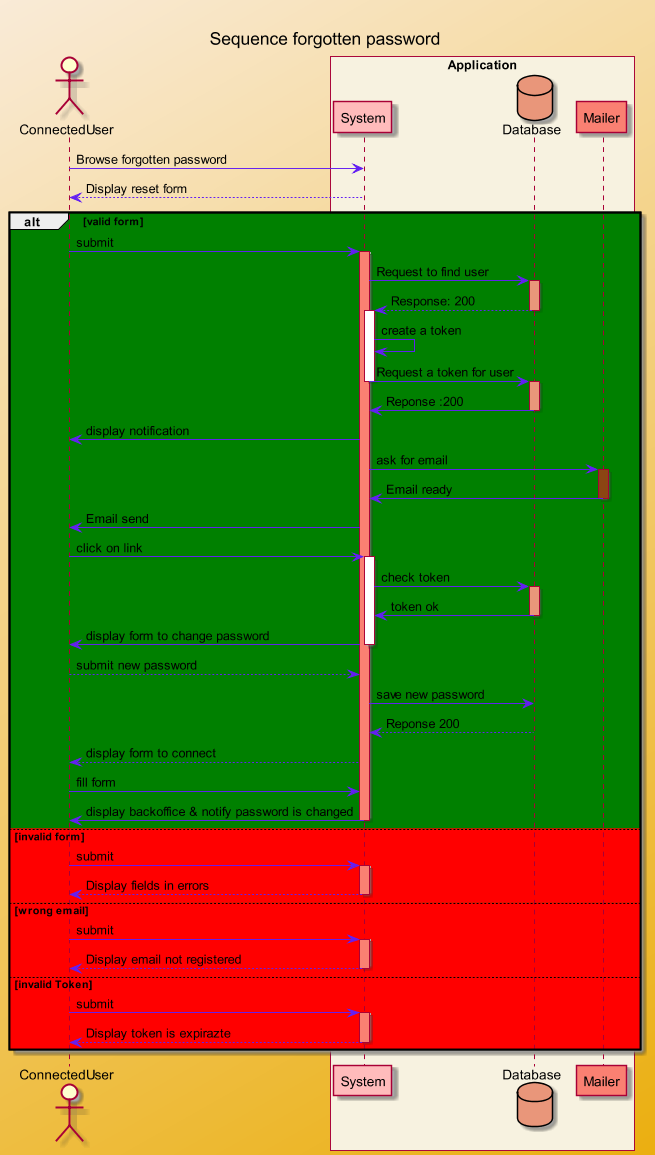 Sequence forgotten password
Application
ConnectedUser
System
Database
Mailer
Browse forgotten password
Display reset form
alt
[valid form]
submit
Request to find user
Response: 200
create a token
Request a token for user
Reponse :200
display notification
ask for email
Email ready
Email send
click on link
check token
token ok
display form to change password
submit new password
save new password
Reponse 200
display form to connect
fill form
display backoffice & notify password is changed
[invalid form]
submit
Display fields in errors
[wrong email]
submit
Display email not registered
[invalid Token]
submit
Display token is expirazte
ConnectedUser
System
Database
Mailer